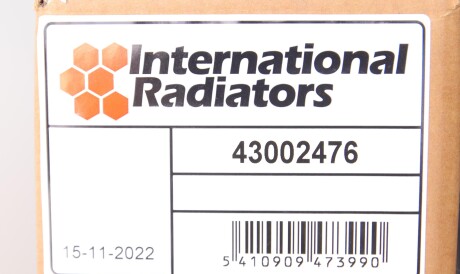 International
Radiators
43002476
15-11-2022
5 410909 473990